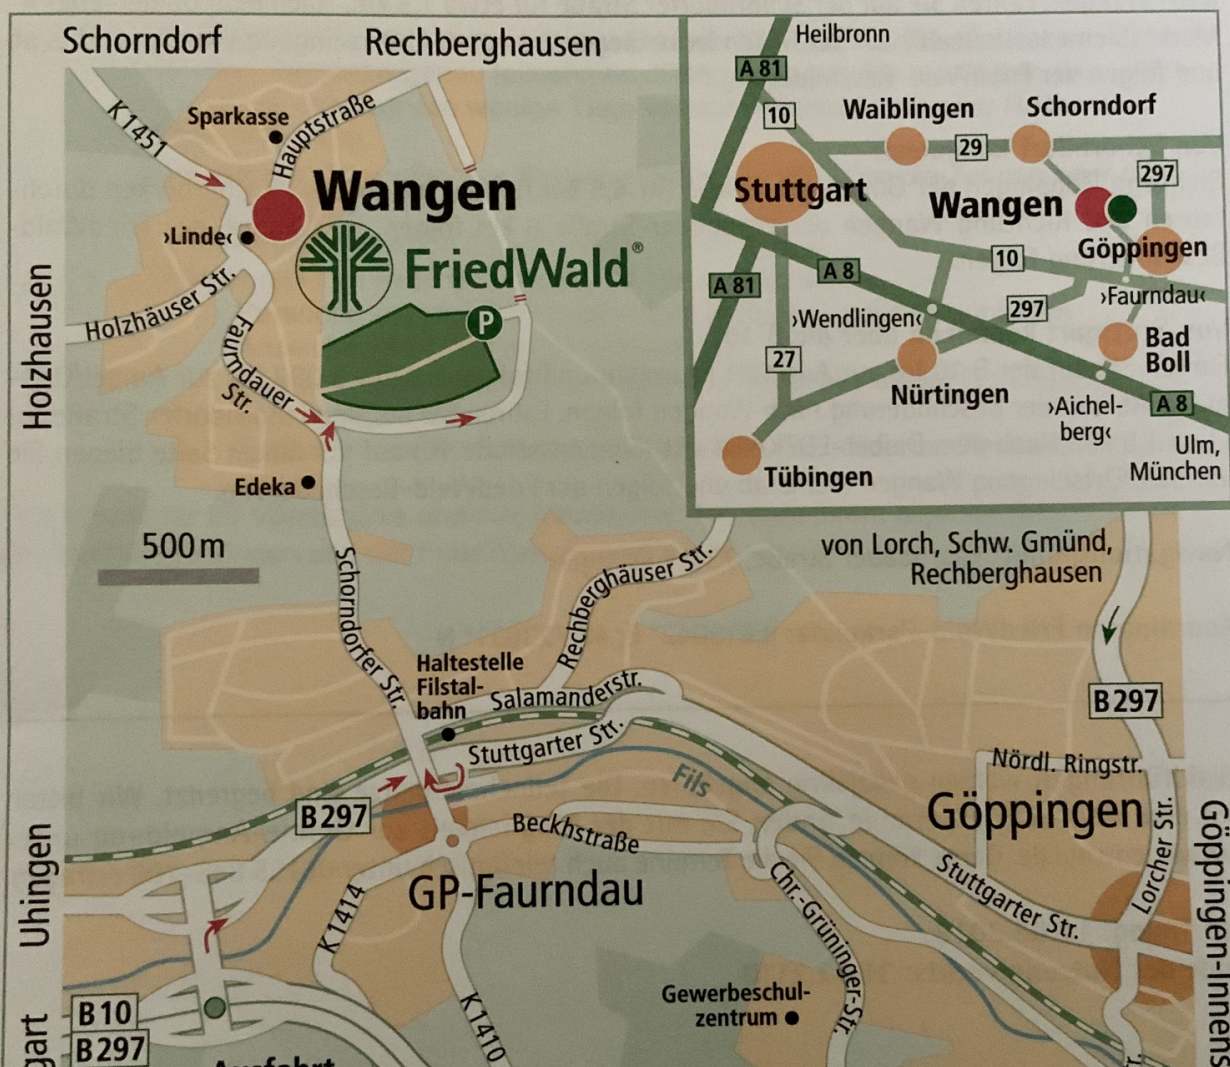 Schorndorf
Rechberghausen
K1451
Sparkasse
Hauptstraße
Wangen
›Linde‹
FriedWald®
Holzhausen
Holzhäuser Str.
P
Faurndauer
Str.
Edeka
500 m
Schorndorfer Str.
Heilbronn
A 81
10
Waiblingen
Schorndorf
29
297
Stuttgart
Wangen
Göppingen
10
A 8
A 81
›Faurndau‹
297
›Wendlingen‹
Bad
Boll
27
Nürtingen
›Aichel-
berg‹
A 8
Ulm,
München
Tübingen
von Lorch, Schw. Gmünd,
Rechberghausen
Rechberghäuser Str.
Haltestelle
Filstal-
bahn
Salamanderstr.
Stuttgarter Str.
B297
Nördl. Ringstr.
Fils
B297
Göppingen
Beckhstraße
Lorcher Str.
Uhingen
GP-Faurndau
Stuttgarter Str.
K1414
Chr.-Grüninger-Str.
Göppingen-Innens
Gewerbeschul-
zentrum
K1410
B10
B297
gart
Ausfahrt